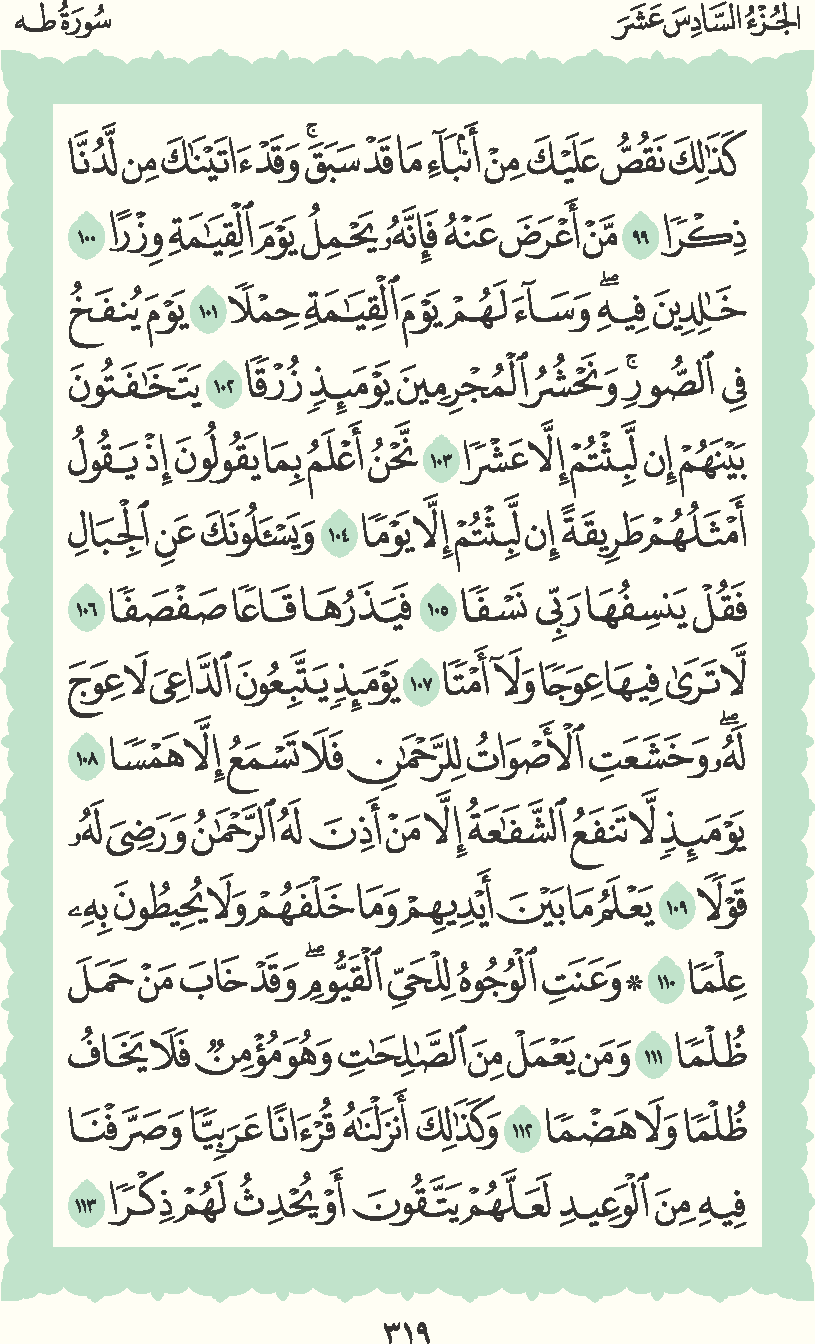 الجُزْءُ السَّادِسَ عَشَرَ
سُورَةُ طه
كَذَٰلِكَ نَقُصُّ عَلَيْكَ مِنْ أَنۢبَآءِ مَا قَدْ سَبَقَۚ وَقَدْ ءَاتَيْنَٰكَ مِن لَّدُنَّا
ذِكْرًا ٩٩ مَّنْ أَعْرَضَ عَنْهُ فَإِنَّهُۥ يَحْمِلُ يَوْمَ ٱلْقِيَٰمَةِ وِزْرًا ١٠٠
خَٰلِدِينَ فِيهِۖ وَسَآءَ لَهُمْ يَوْمَ ٱلْقِيَٰمَةِ حِمْلًا ١٠١ يَوْمَ يُنفَخُ
فِى ٱلصُّورِۚ وَنَحْشُرُ ٱلْمُجْرِمِينَ يَوْمَئِذٍ زُرْقًا ١٠٢ يَتَخَٰفَتُونَ
بَيْنَهُمْ إِن لَّبِثْتُمْ إِلَّا عَشْرًا ١٠٣ نَّحْنُ أَعْلَمُ بِمَا يَقُولُونَ إِذْ يَقُولُ
أَمْثَلُهُمْ طَرِيقَةً إِن لَّبِثْتُمْ إِلَّا يَوْمًا ١٠٤ وَيَسْـَٔلُونَكَ عَنِ ٱلْجِبَالِ
فَقُلْ يَنسِفُهَا رَبِّى نَسْفًا ١٠٥ فَيَذَرُهَا قَاعًا صَفْصَفًا ١٠٦
لَّا تَرَىٰ فِيهَا عِوَجًا وَلَآ أَمْتًا ١٠٧ يَوْمَئِذٍ يَتَّبِعُونَ ٱلدَّاعِىَ لَا عِوَجَ
لَهُۥۖ وَخَشَعَتِ ٱلْأَصْوَاتُ لِلرَّحْمَٰنِ فَلَا تَسْمَعُ إِلَّا هَمْسًا ١٠٨
يَوْمَئِذٍ لَّا تَنفَعُ ٱلشَّفَٰعَةُ إِلَّا مَنْ أَذِنَ لَهُ ٱلرَّحْمَٰنُ وَرَضِىَ لَهُۥ
قَوْلًا ١٠٩ يَعْلَمُ مَا بَيْنَ أَيْدِيهِمْ وَمَا خَلْفَهُمْ وَلَا يُحِيطُونَ بِهِۦ
عِلْمًا ١١٠ * وَعَنَتِ ٱلْوُجُوهُ لِلْحَىِّ ٱلْقَيُّومِۖ وَقَدْ خَابَ مَنْ حَمَلَ
ظُلْمًا ١١١ وَمَن يَعْمَلْ مِنَ ٱلصَّٰلِحَٰتِ وَهُوَ مُؤْمِنٌ فَلَا يَخَافُ
ظُلْمًا وَلَا هَضْمًا ١١٢ وَكَذَٰلِكَ أَنزَلْنَٰهُ قُرْءَانًا عَرَبِيًّا وَصَرَّفْنَا
فِيهِ مِنَ ٱلْوَعِيدِ لَعَلَّهُمْ يَتَّقُونَ أَوْ يُحْدِثُ لَهُمْ ذِكْرًا ١١٣
٣١٩